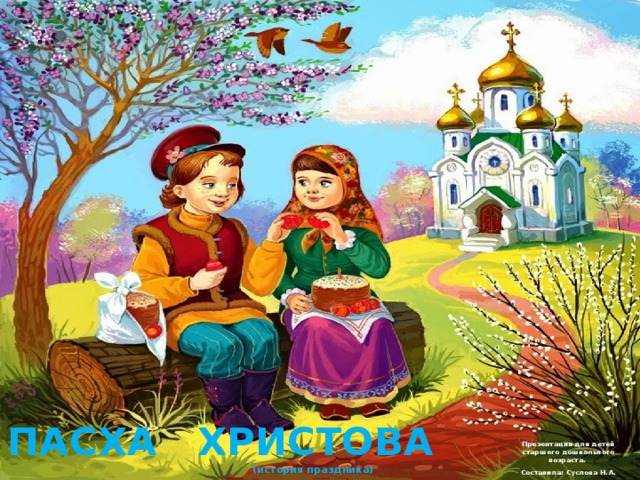 ПАСХА ХРИСТОВА
(история праздника)
Презентация для детей
старшего дошкольного
возраста.
Составила: Суслова Н.А.